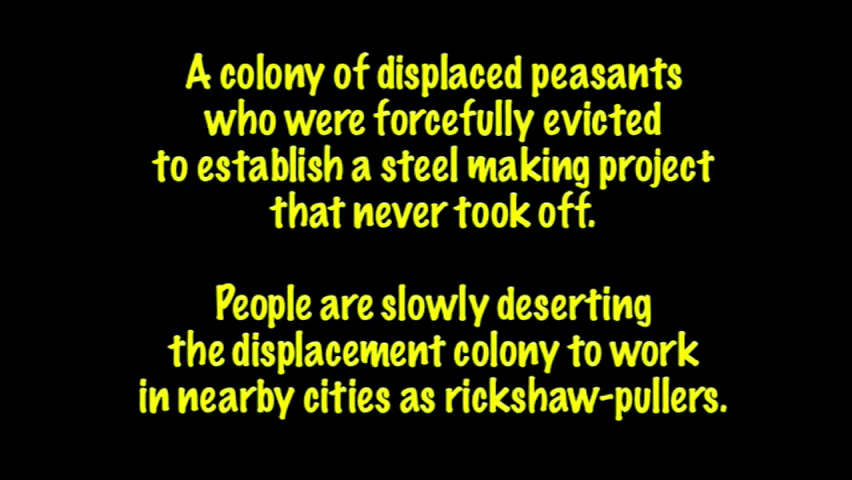 A colony of displaced peasants
who were forcefully evicted
to establish a steel making project
that never took off.
People are slowly deserting
the displacement colony to work
in nearby cities as rickshaw-pullers.